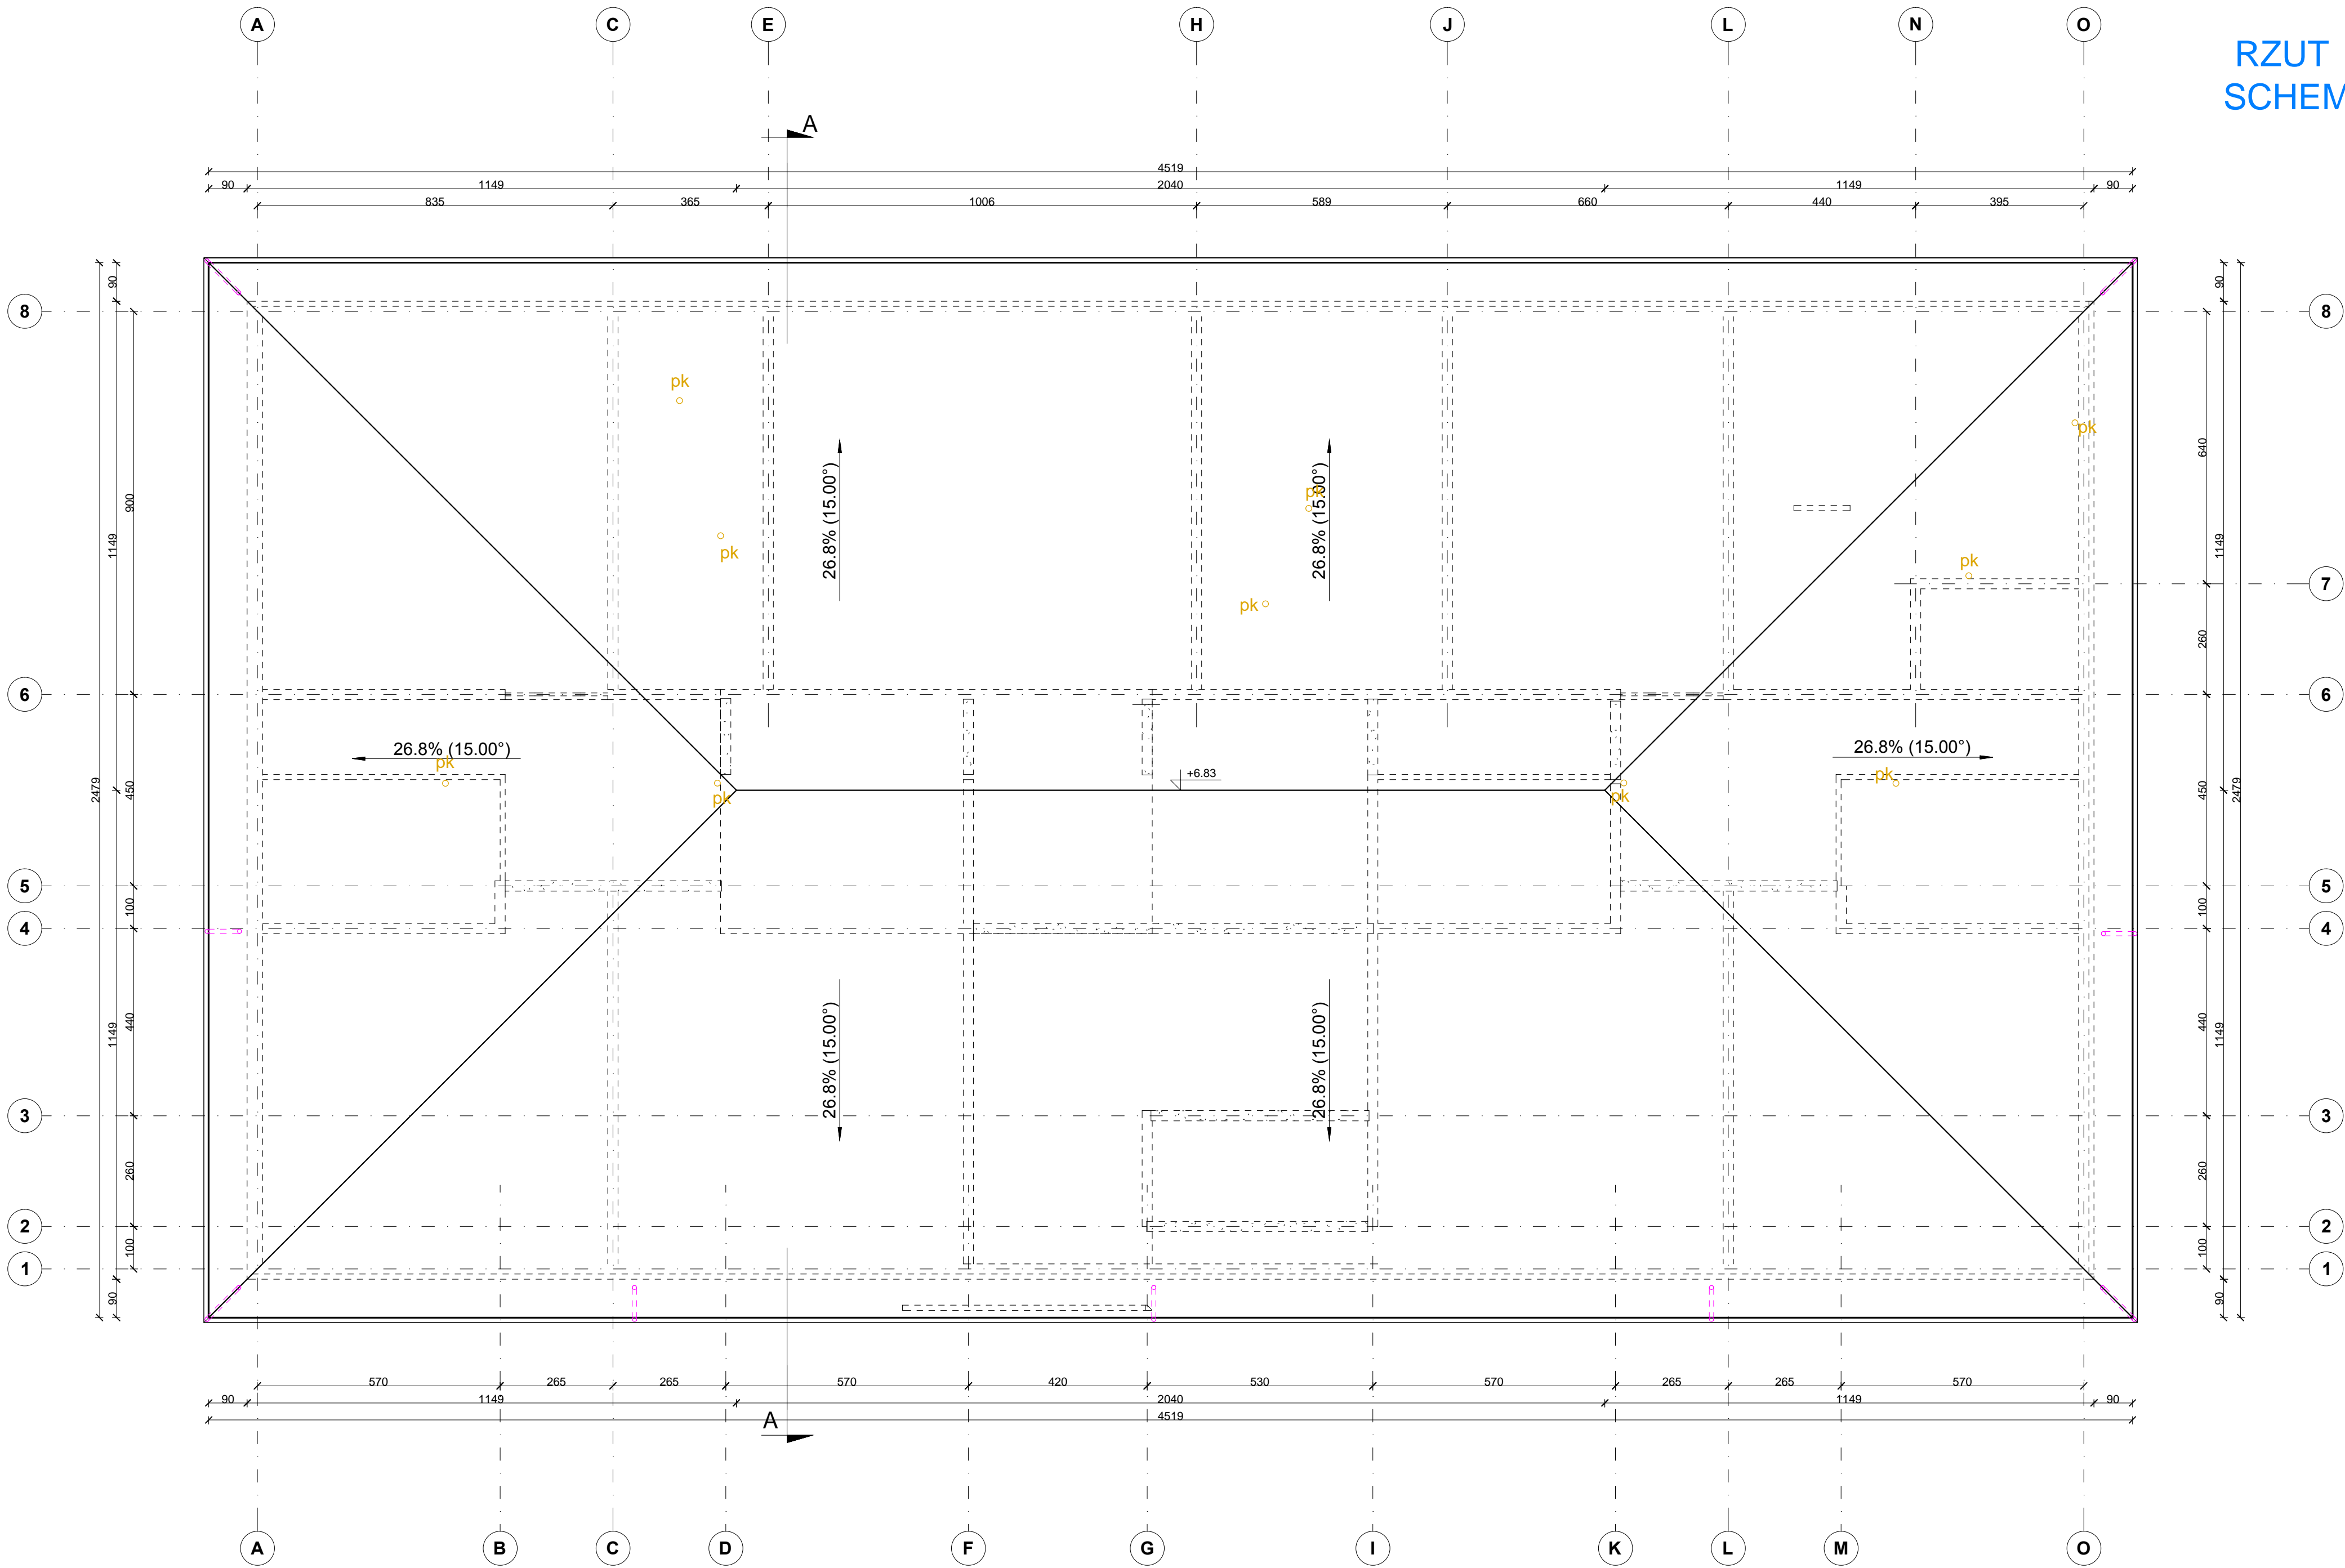 A C E H J L N O
RZUT
SCHEM
A
4519
90 1149 2040 1149 90
835 365 1006 589 660 440 395
90 90
8 8
pk
pk
640
900
26.8% (15.00°) 26.8% (15.00°)
pk
1149 1149
pk
pk
7
pk
260
6 6
26.8% (15.00°) 26.8% (15.00°)
pk pk
+6.83
2479 450 450 2479
pk pk
5 5
100 100
4 4
1149 440 440 1149
26.8% (15.00°) 26.8% (15.00°)
3 3
260 260
2 2
100 100
1 1
90 90
570 265 265 570 420 530 570 265 265 570
90 1149 2040 1149 90
4519
A
A B C D F G I K L M O